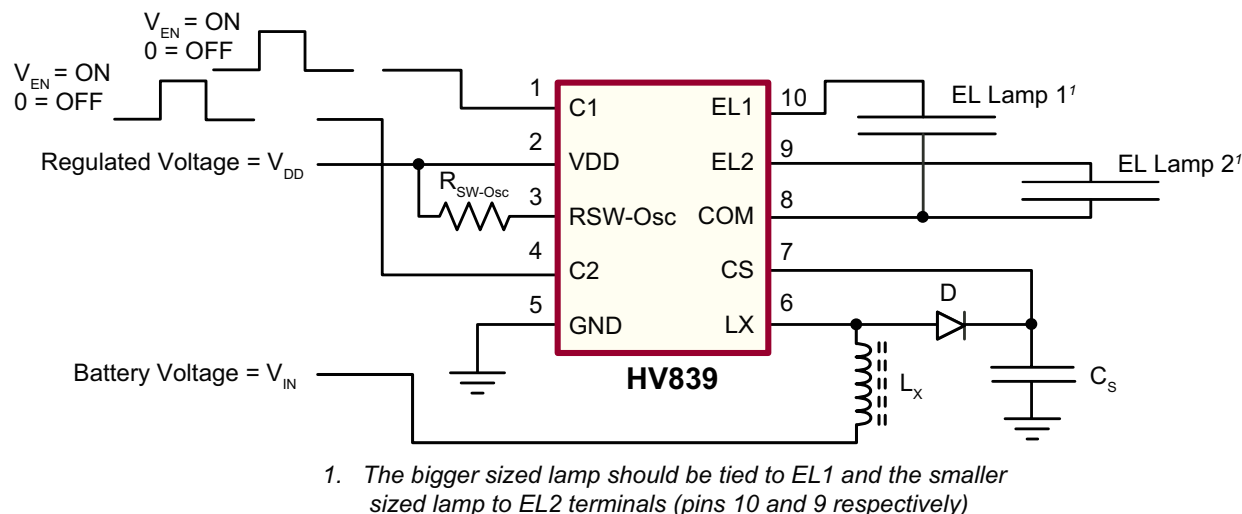 V_EN = ON
0 = OFF
V_EN = ON
0 = OFF
Regulated Voltage = V_DD
R_SW-Osc
Battery Voltage = V_IN
1
2
3
4
5
C1
VDD
RSW-Osc
C2
GND
EL1
EL2
COM
CS
LX
10
9
8
7
6
HV839
EL Lamp 1¹
EL Lamp 2¹
D
L_X
C_S
1. The bigger sized lamp should be tied to EL1 and the smaller
sized lamp to EL2 terminals (pins 10 and 9 respectively)